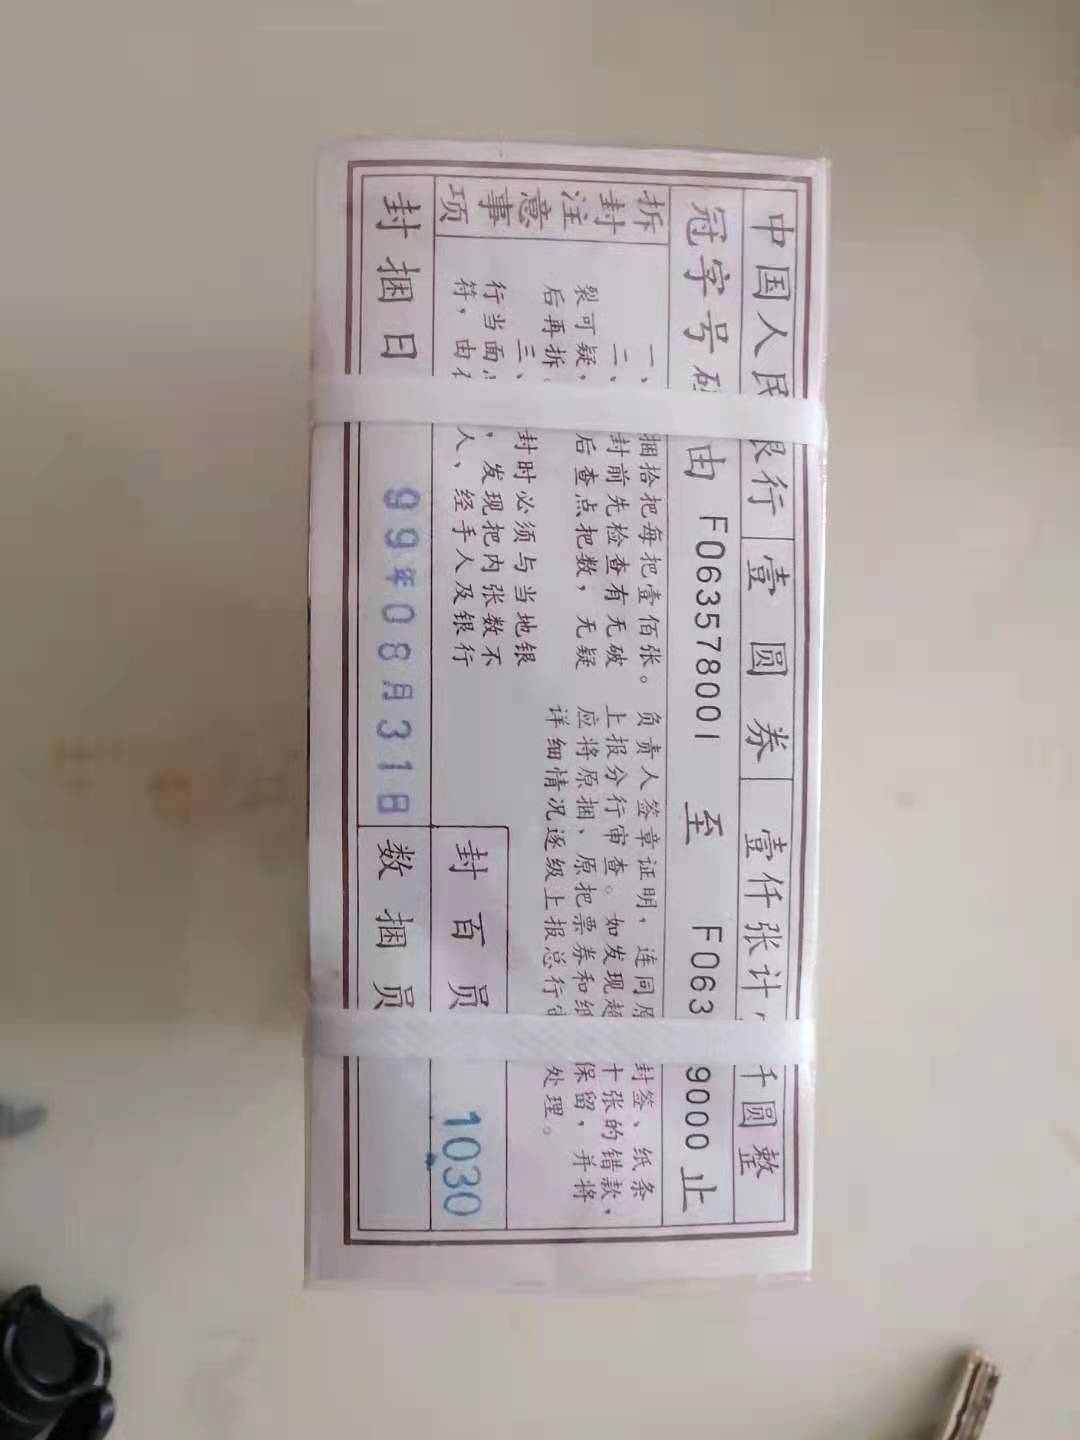 中国人民银行 壹圆券 壹仟张计 仟圆整
冠字号码 由 F063578001 至 F063 9000 止
拆封注意事项
一、 捆拾把每把壹佰张。
二、 封前先检查有无破
裂可疑, 后查点把数，无疑
后再拆。
三、 封时必须与当地银
行当面 ，发现把内张数不
符，由 人、经手人及银行
负责人签章证明，连同原封签、纸条
上报分行审查。如发现超 十张的错款，
应将原捆、原把票券和纸 保留，并将
详细情况逐级上报总行 处理。
封百员 1030
封捆日 99年08月31日 数捆员